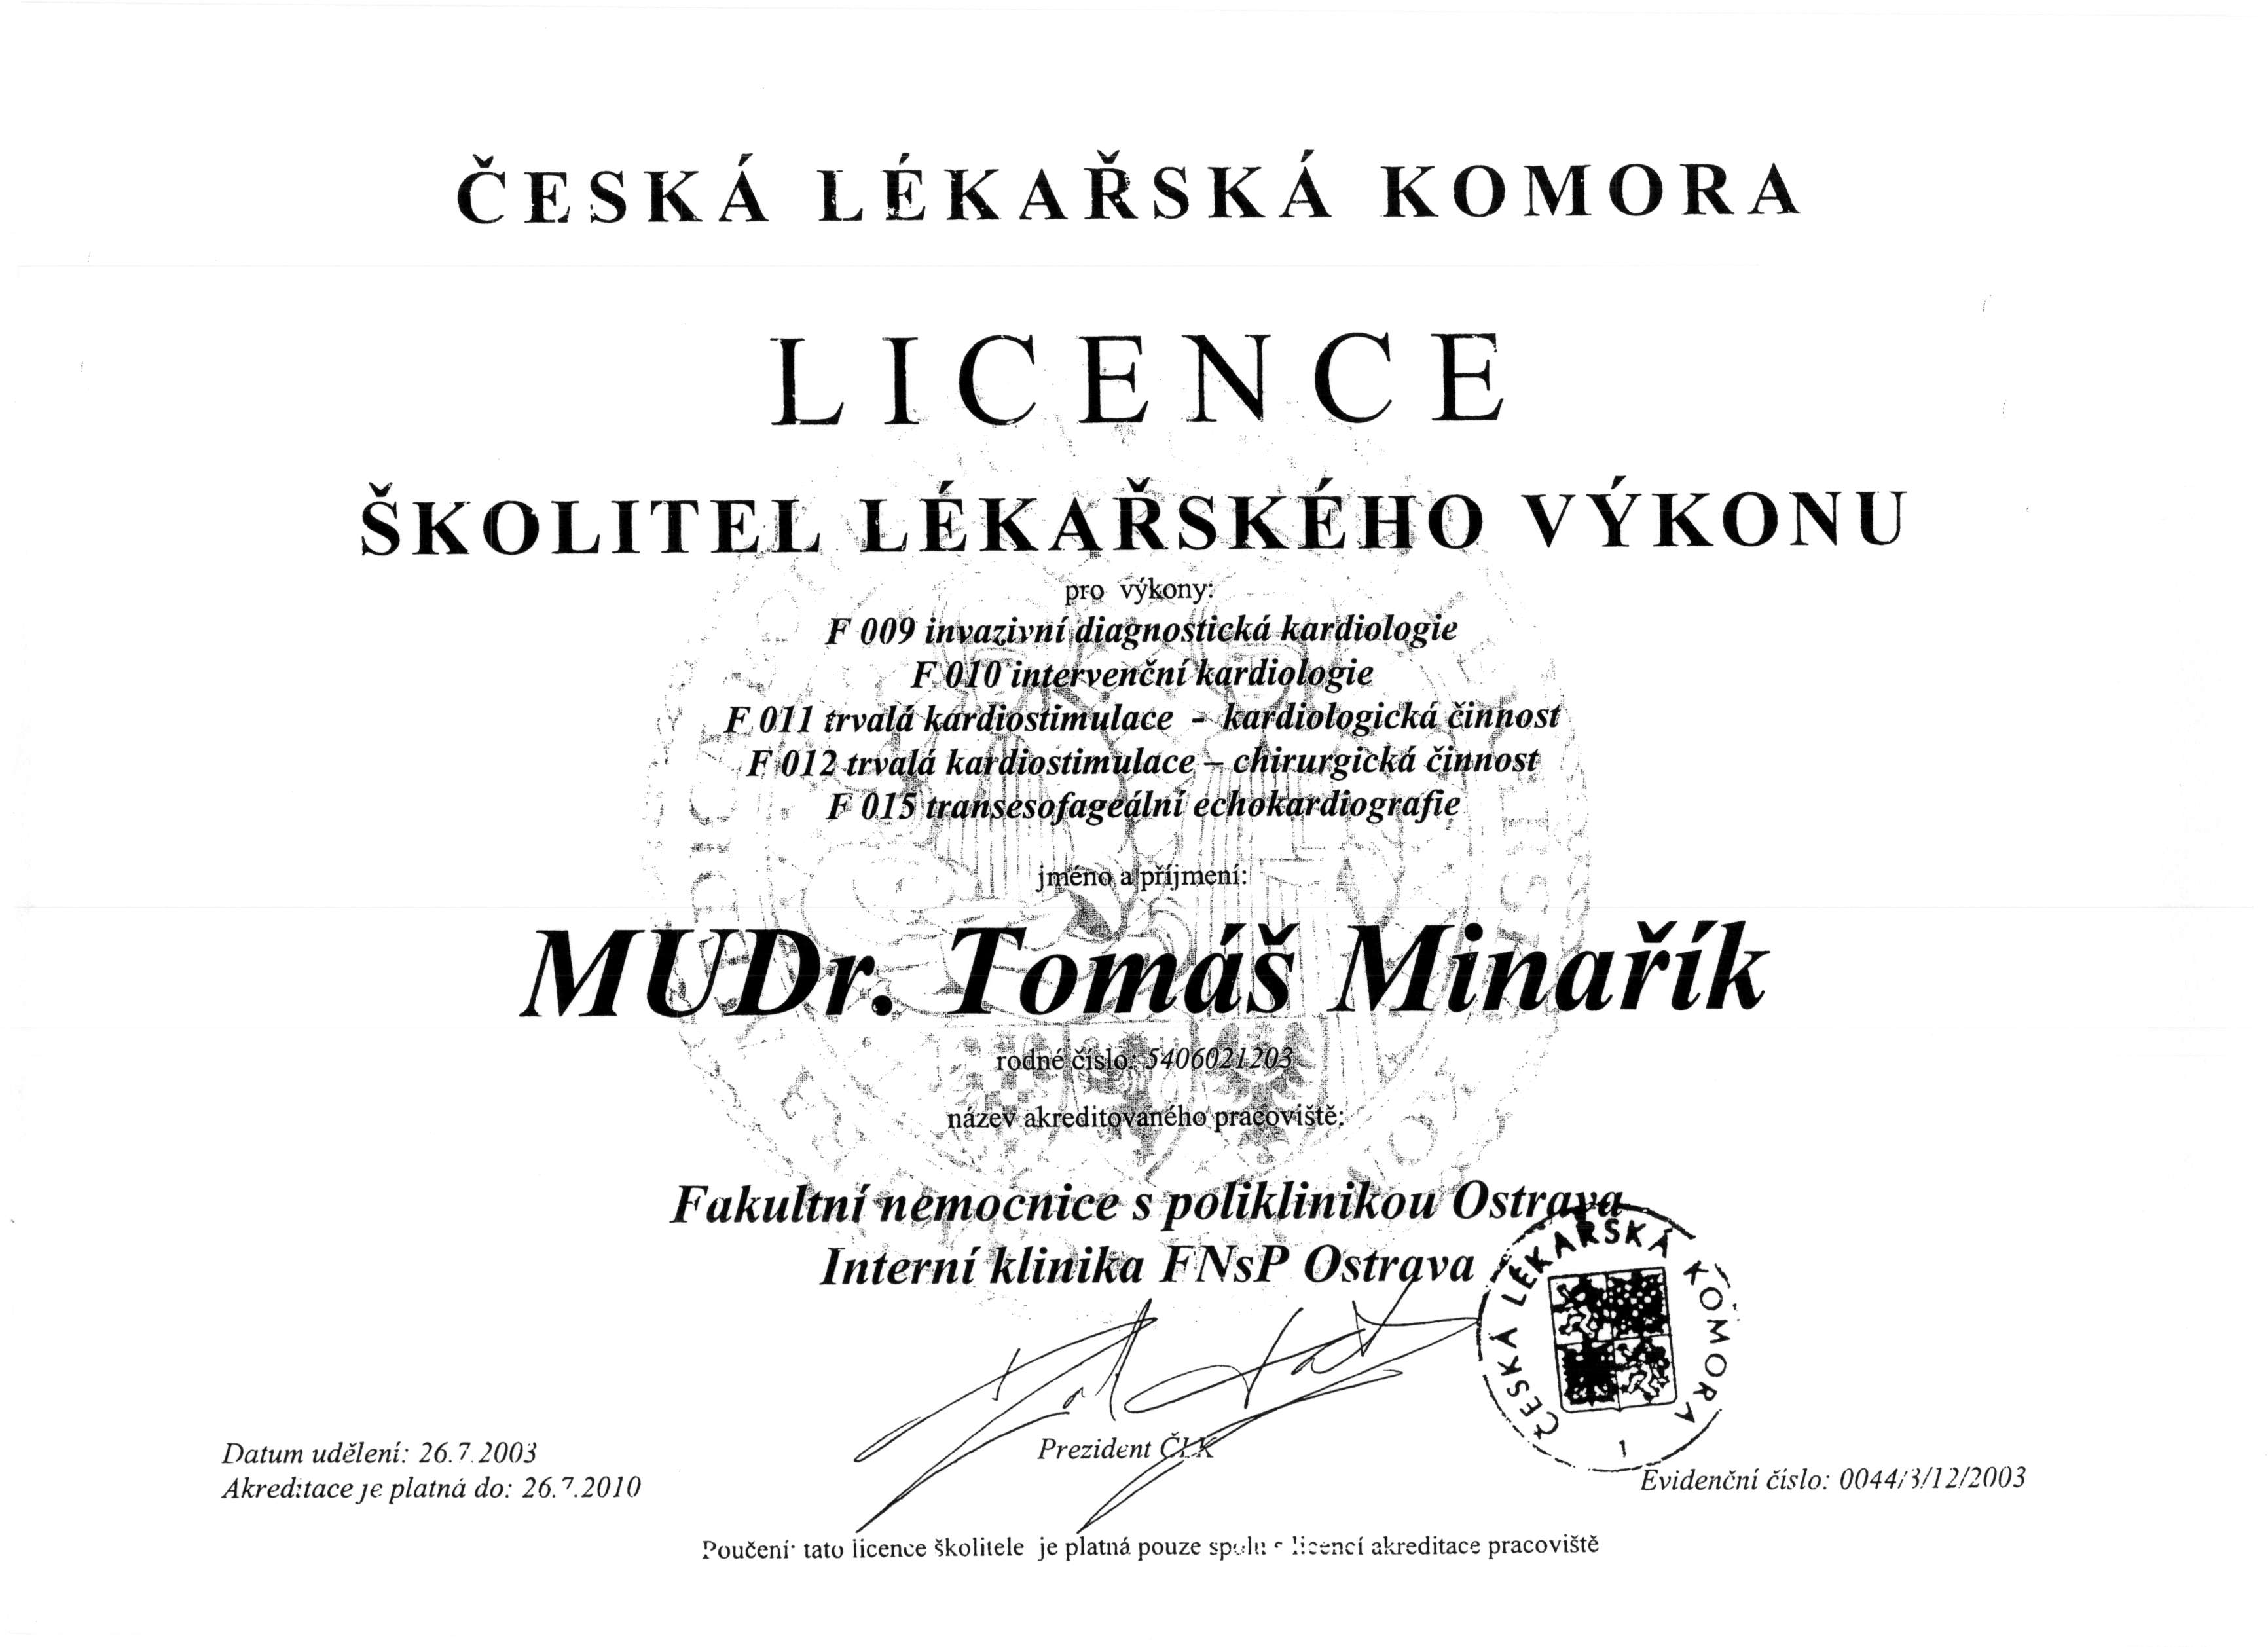 ČESKÁ LÉKAŘSKÁ KOMORA
LICENCE
ŠKOLITEL LÉKAŘSKÉHO VÝKONU
pro výkony:
F 009 invazivní diagnostická kardiologie
F 010 intervenční kardiologie
F 011 trvalá kardiostimulace - kardiologická činnost
F 012 trvalá kardiostimulace – chirurgická činnost
F 015 transesofageální echokardiografie
jméno a příjmení:
MUDr. Tomáš Minařík
rodné číslo: 5406021203
název akreditovaného pracoviště:
Fakultní nemocnice s poliklinikou Ostrava
Interní klinika FNsP Ostrava
ČESKÁ LÉKAŘSKÁ KOMORA
1
Prezident ČLK
Datum udělení: 26.7.2003
Akreditace je platná do: 26.7.2010
Evidenční číslo: 0044/3/12/2003
Poučení: tato licence školitele je platná pouze spolu s licencí akreditace pracoviště